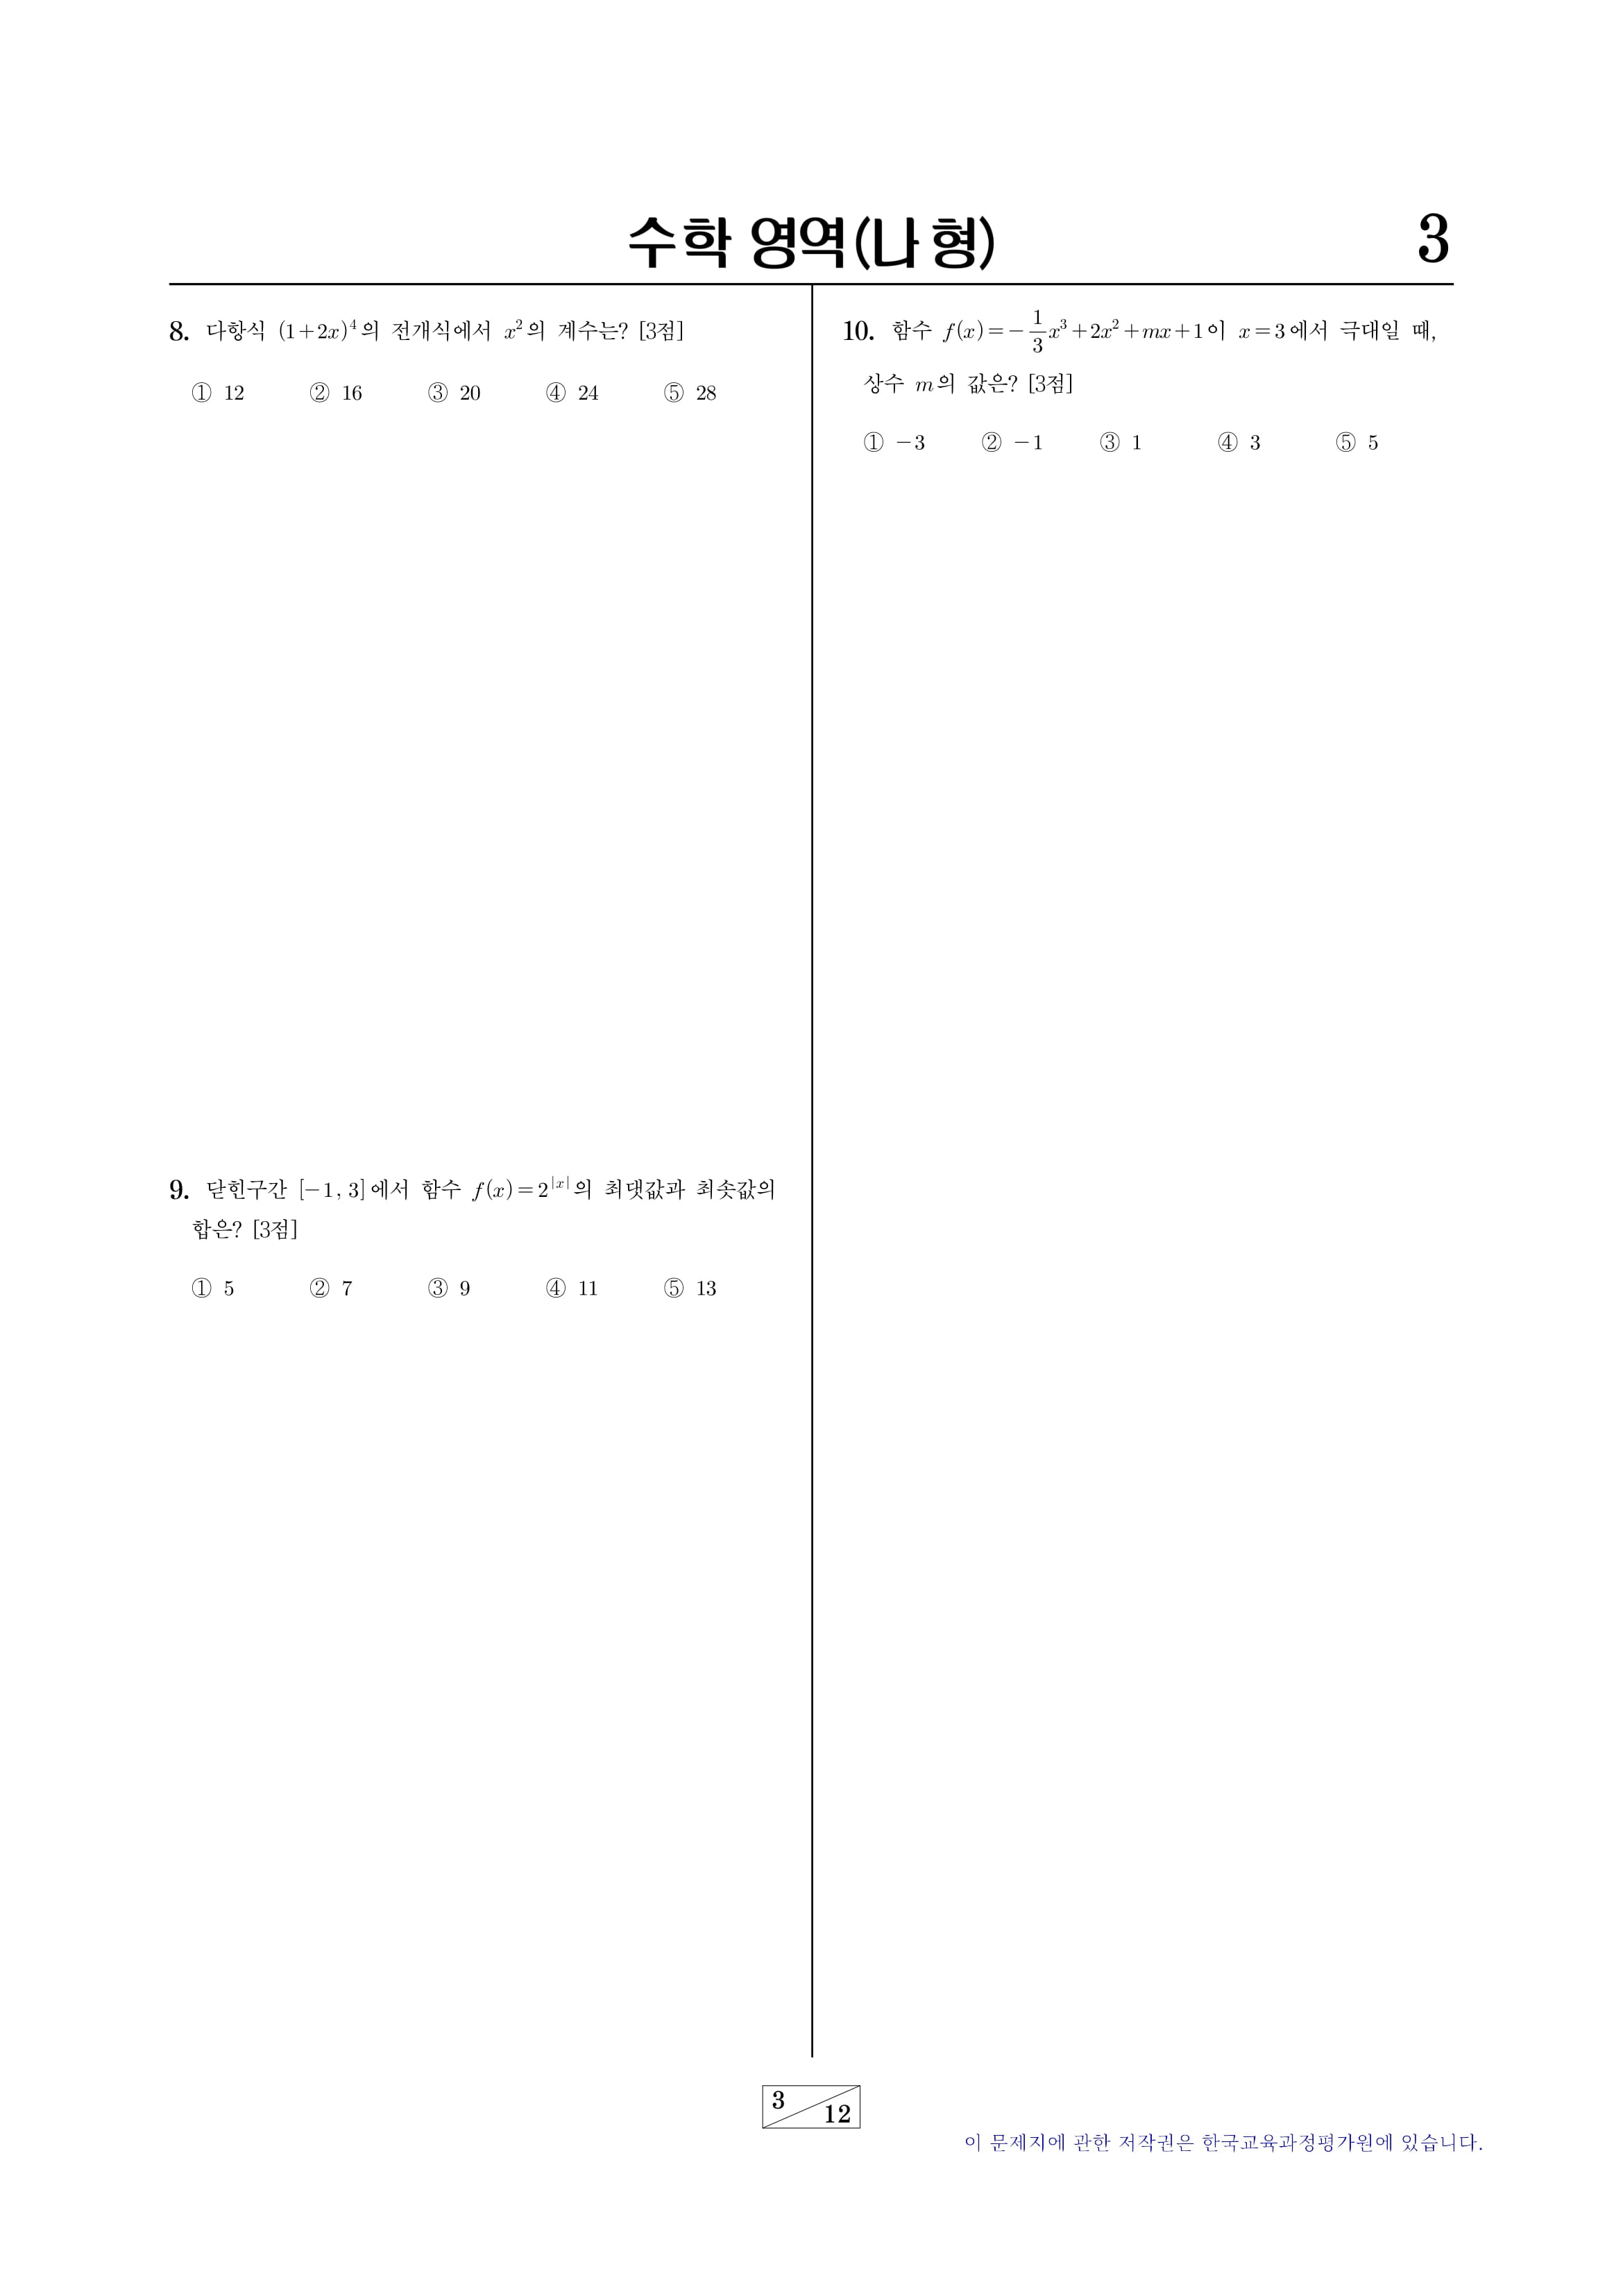 수학 영역(나 형)
3
8. 다항식 (1+2x)⁴의 전개식에서 x²의 계수는? [3점]
① 12 ② 16 ③ 20 ④ 24 ⑤ 28
9. 닫힌구간 [−1, 3]에서 함수 f(x)=2^|x|의 최댓값과 최솟값의
합은? [3점]
① 5 ② 7 ③ 9 ④ 11 ⑤ 13
10. 함수 f(x)=−1/3x³+2x²+mx+1이 x=3에서 극대일 때,
상수 m의 값은? [3점]
① −3 ② −1 ③ 1 ④ 3 ⑤ 5
3
12
이 문제지에 관한 저작권은 한국교육과정평가원에 있습니다.